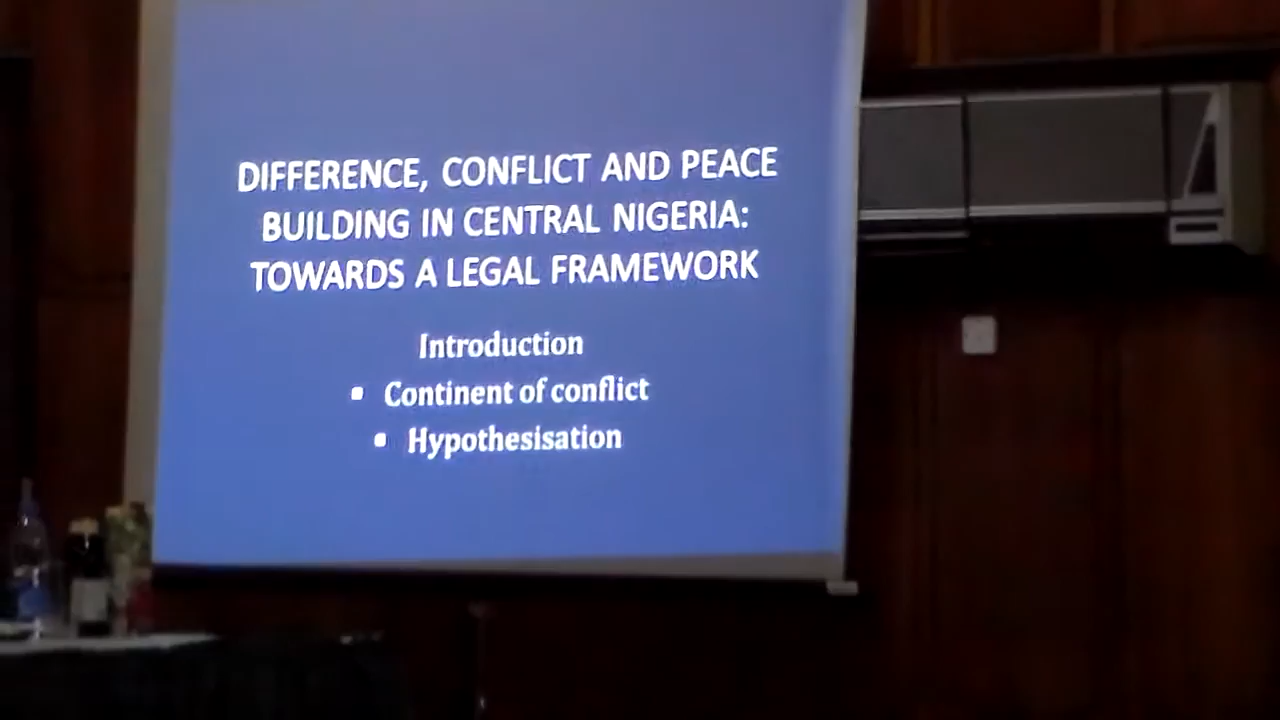 DIFFERENCE, CONFLICT AND PEACE
BUILDING IN CENTRAL NIGERIA:
TOWARDS A LEGAL FRAMEWORK
Introduction
▪ Continent of conflict
▪ Hypothesisation